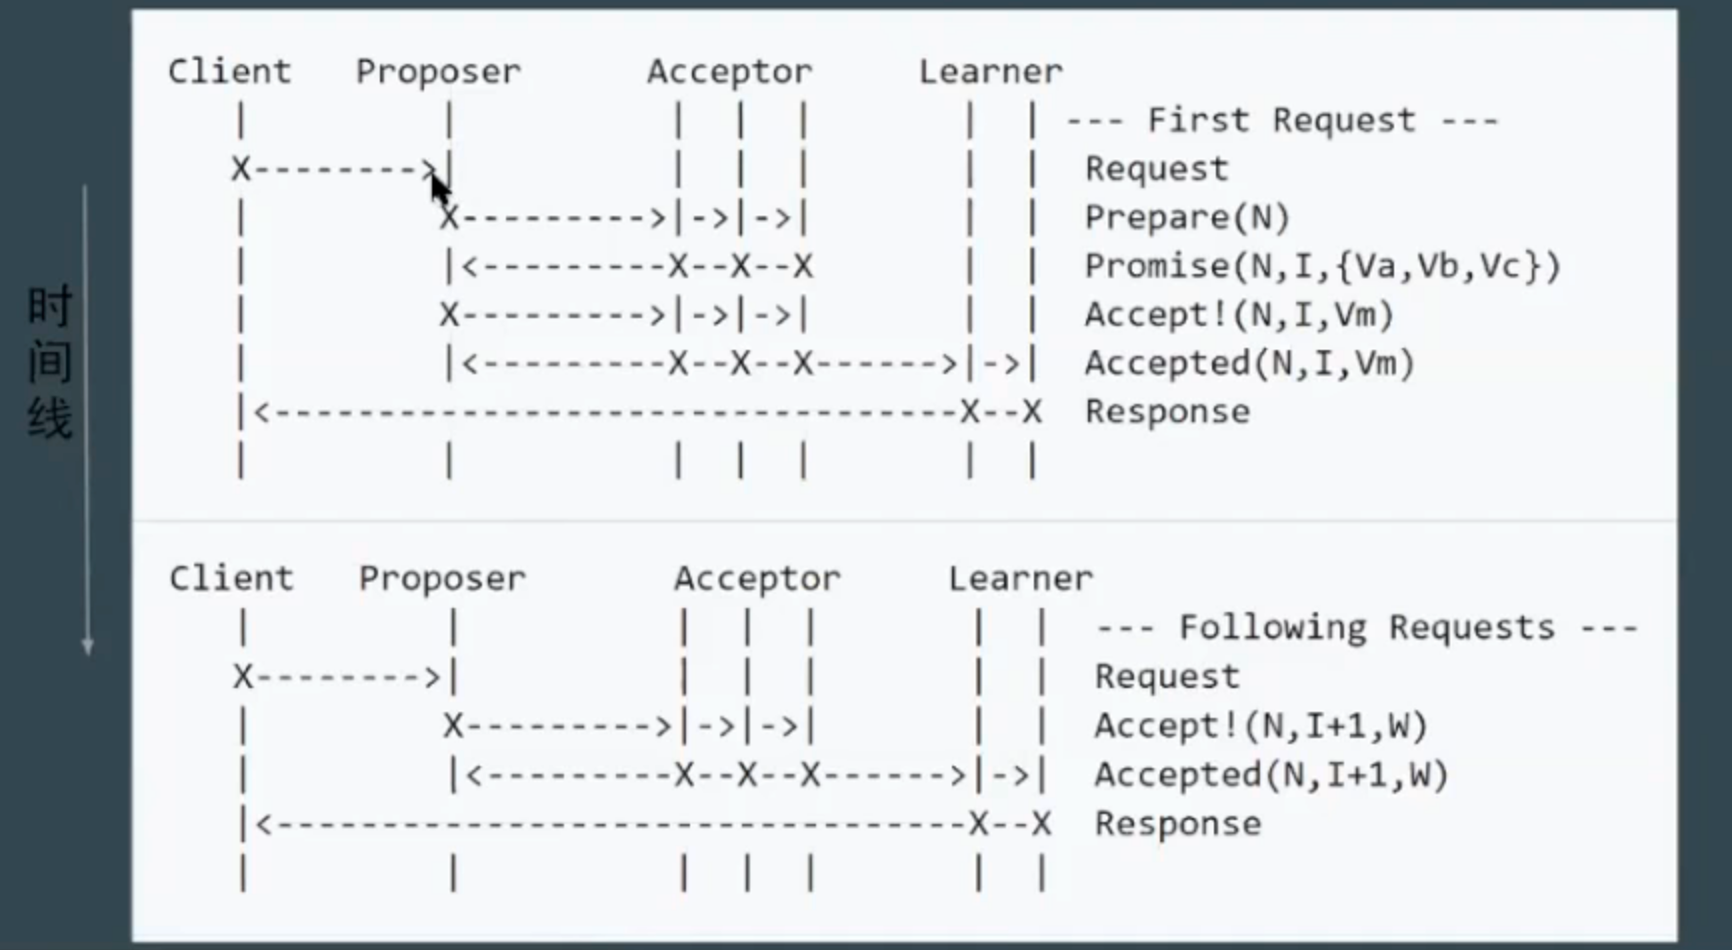 时间线
Client   Proposer      Acceptor     Learner
   |         |          |  |  |       |  | --- First Request ---
   X-------->|          |  |  |       |  |  Request
   |         X--------->|->|->|       |  |  Prepare(N)
   |         |<---------X--X--X       |  |  Promise(N,I,{Va,Vb,Vc})
   |         X--------->|->|->|       |  |  Accept!(N,I,Vm)
   |         |<---------X--X--X------>|->|  Accepted(N,I,Vm)
   |<---------------------------------X--X  Response
   |         |          |  |  |       |  |
Client   Proposer       Acceptor     Learner
   |         |          |  |  |       |  |  --- Following Requests ---
   X-------->|          |  |  |       |  |  Request
   |         X--------->|->|->|       |  |  Accept!(N,I+1,W)
   |         |<---------X--X--X------>|->|  Accepted(N,I+1,W)
   |<---------------------------------X--X  Response
   |         |          |  |  |       |  |